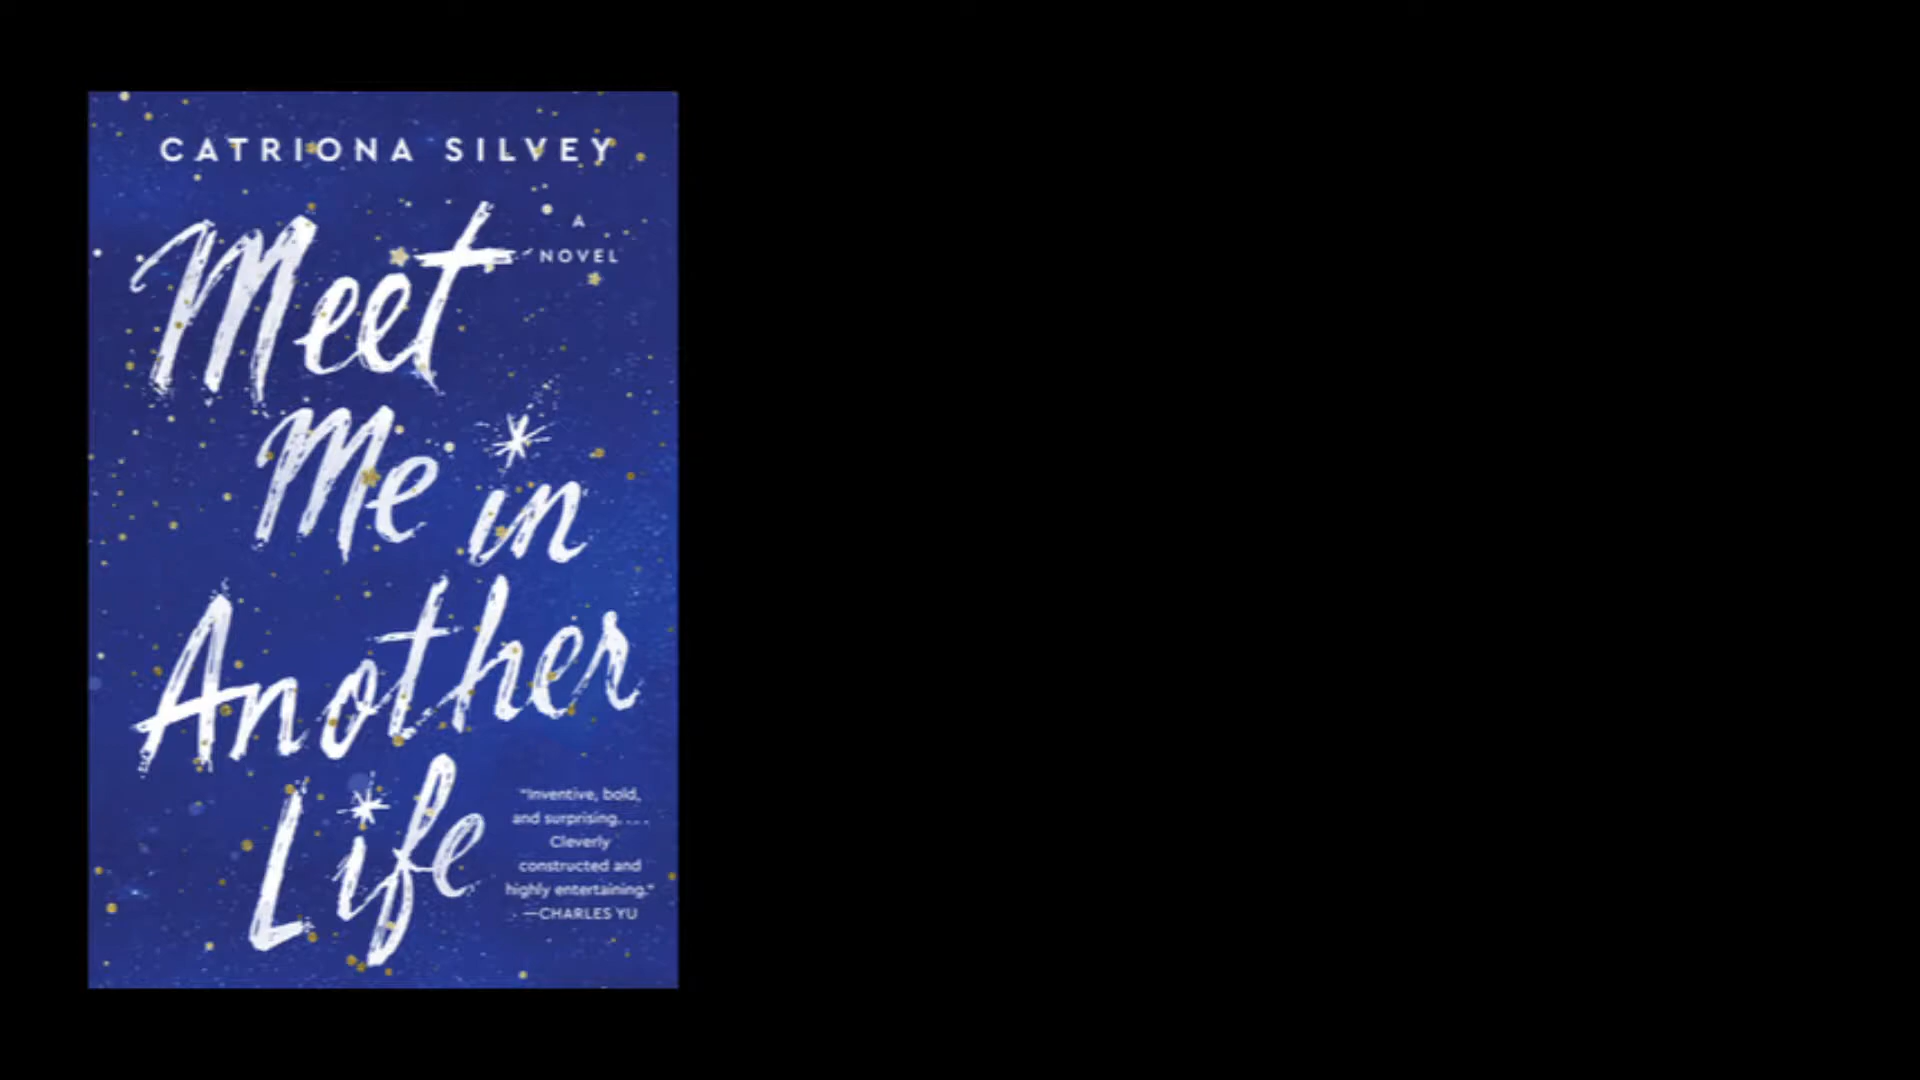 CATRIONA SILVEY
A
NOVEL
Meet
Me in
Another
Life
"Inventive, bold,
and surprising. . . .
Cleverly
constructed and
highly entertaining."
—CHARLES YU